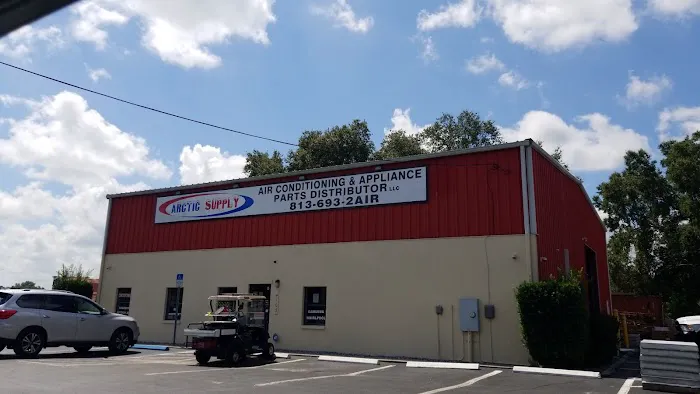 ARCTIC SUPPLY
AIR CONDITIONING & APPLIANCE
PARTS DISTRIBUTOR LLC
813-693-2AIR